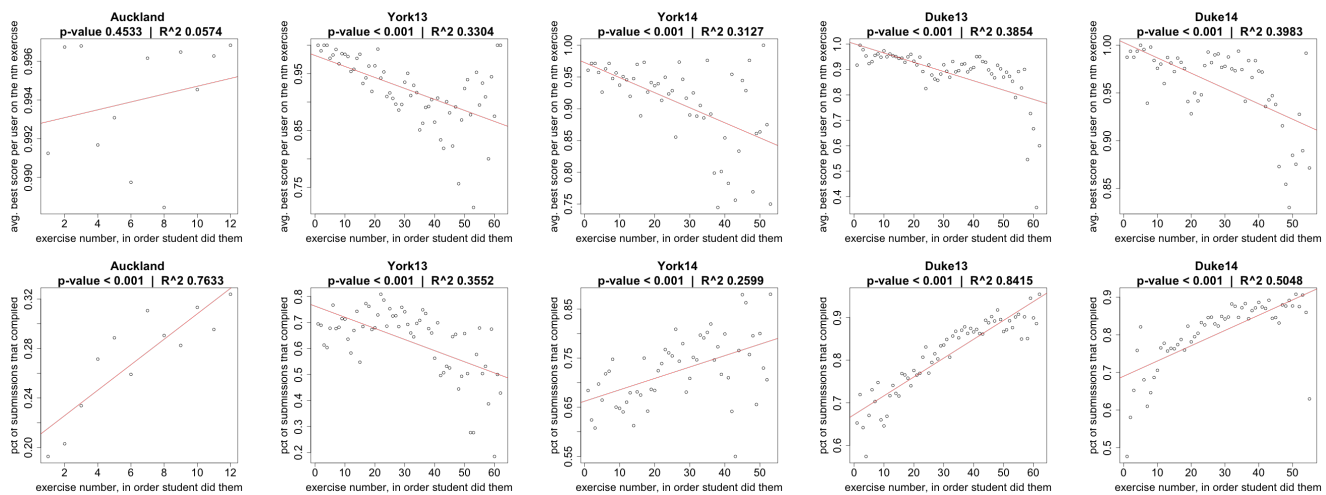 Auckland
p-value 0.4533 | R^2 0.0574
avg. best score per user on the nth exercise
0.990 0.992 0.994 0.996
2 4 6 8 10 12
exercise number, in order student did them
York13
p-value < 0.001 | R^2 0.3304
avg. best score per user on the nth exercise
0.75 0.85 0.95
0 10 20 30 40 50 60
exercise number, in order student did them
York14
p-value < 0.001 | R^2 0.3127
avg. best score per user on the nth exercise
0.75 0.80 0.85 0.90 0.95 1.00
0 10 20 30 40 50
exercise number, in order student did them
Duke13
p-value < 0.001 | R^2 0.3854
avg. best score per user on the nth exercise
0.4 0.5 0.6 0.7 0.8 0.9 1.0
0 10 20 30 40 50 60
exercise number, in order student did them
Duke14
p-value < 0.001 | R^2 0.3983
avg. best score per user on the nth exercise
0.85 0.90 0.95 1.00
0 10 20 30 40 50
exercise number, in order student did them
Auckland
p-value < 0.001 | R^2 0.7633
pct of submissions that compiled
0.20 0.24 0.28 0.32
2 4 6 8 10 12
exercise number, in order student did them
York13
p-value < 0.001 | R^2 0.3552
pct of submissions that compiled
0.2 0.3 0.4 0.5 0.6 0.7 0.8
0 10 20 30 40 50 60
exercise number, in order student did them
York14
p-value < 0.001 | R^2 0.2599
pct of submissions that compiled
0.55 0.65 0.75 0.85
0 10 20 30 40 50
exercise number, in order student did them
Duke13
p-value < 0.001 | R^2 0.8415
pct of submissions that compiled
0.6 0.7 0.8 0.9
0 10 20 30 40 50 60
exercise number, in order student did them
Duke14
p-value < 0.001 | R^2 0.5048
pct of submissions that compiled
0.5 0.6 0.7 0.8 0.9
0 10 20 30 40 50
exercise number, in order student did them